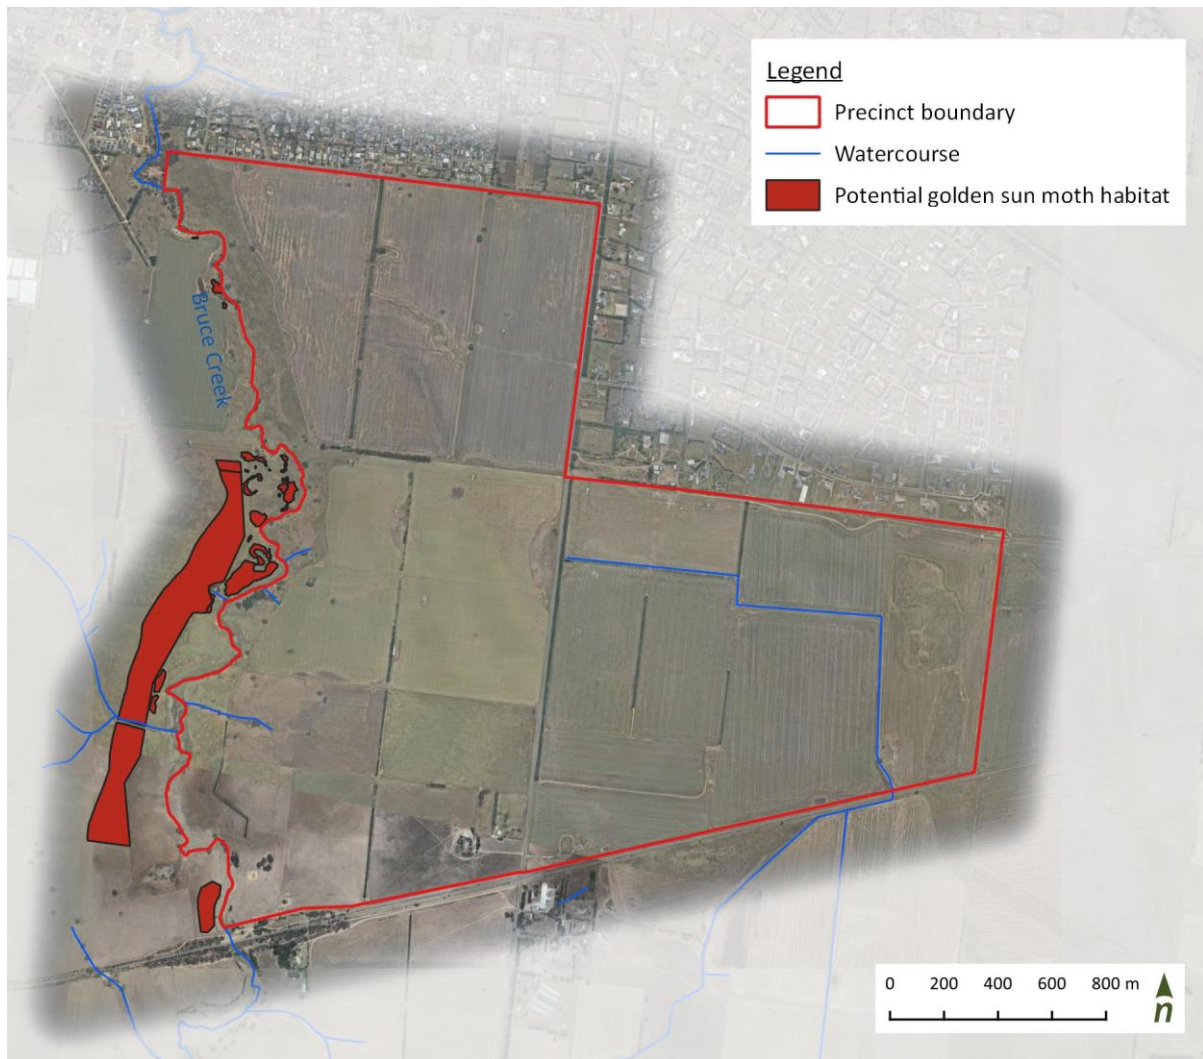 Legend
Precinct boundary
Watercourse
Potential golden sun moth habitat
Bruce Creek
0 200 400 600 800 m
n